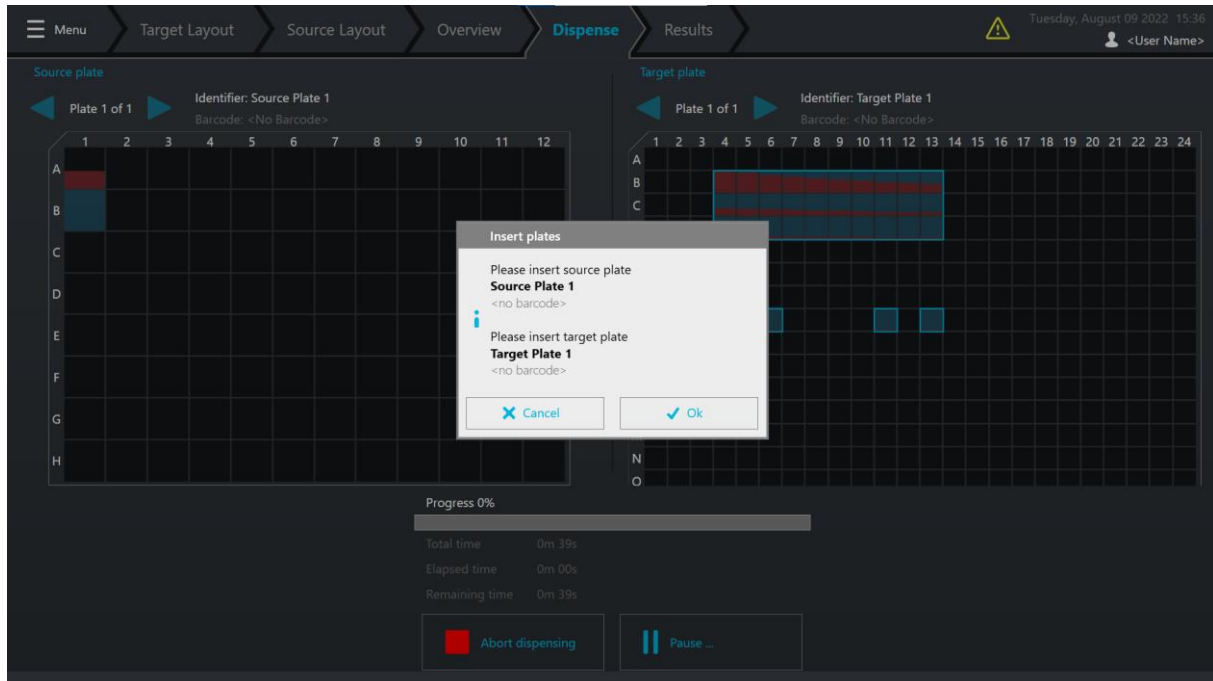 Menu
Target Layout
Source Layout
Overview
Dispense
Results
Tuesday, August 09 2022 15:36
<User Name>
Source plate
Plate 1 of 1
Identifier: Source Plate 1
Barcode: <No Barcode>
1 2 3 4 5 6 7 8 9 10 11 12
A
B
C
D
E
F
G
H
Target plate
Plate 1 of 1
Identifier: Target Plate 1
Barcode: <No Barcode>
1 2 3 4 5 6 7 8 9 10 11 12 13 14 15 16 17 18 19 20 21 22 23 24
A
B
C
N
O
Insert plates
Please insert source plate
Source Plate 1
<no barcode>
Please insert target plate
Target Plate 1
<no barcode>
Cancel
Ok
Progress 0%
Total time 0m 39s
Elapsed time 0m 00s
Remaining time 0m 39s
Abort dispensing
Pause ...